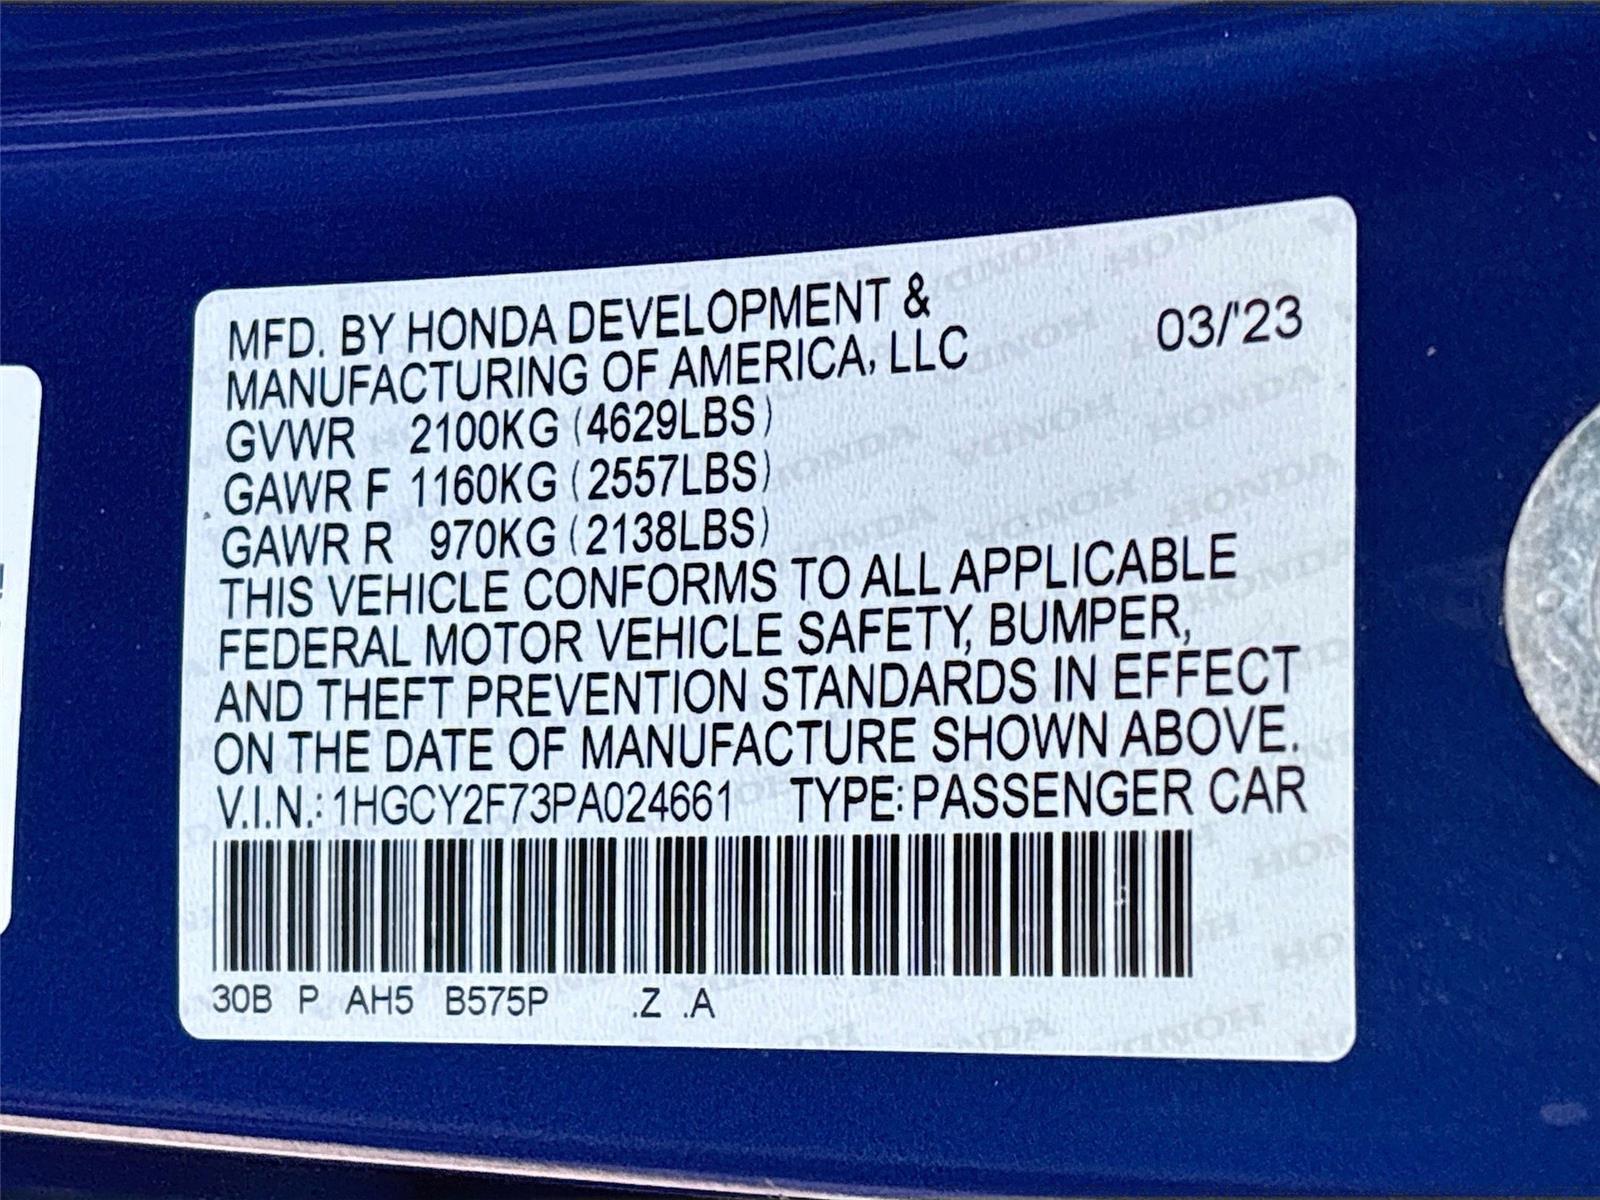 MFD. BY HONDA DEVELOPMENT &
MANUFACTURING OF AMERICA, LLC 03/'23
GVWR 2100KG (4629LBS)
GAWR F 1160KG (2557LBS)
GAWR R 970KG (2138LBS)
THIS VEHICLE CONFORMS TO ALL APPLICABLE
FEDERAL MOTOR VEHICLE SAFETY, BUMPER,
AND THEFT PREVENTION STANDARDS IN EFFECT
ON THE DATE OF MANUFACTURE SHOWN ABOVE.
V.I.N.: 1HGCY2F73PA024661 TYPE: PASSENGER CAR
30B P AH5 B575P .Z .A